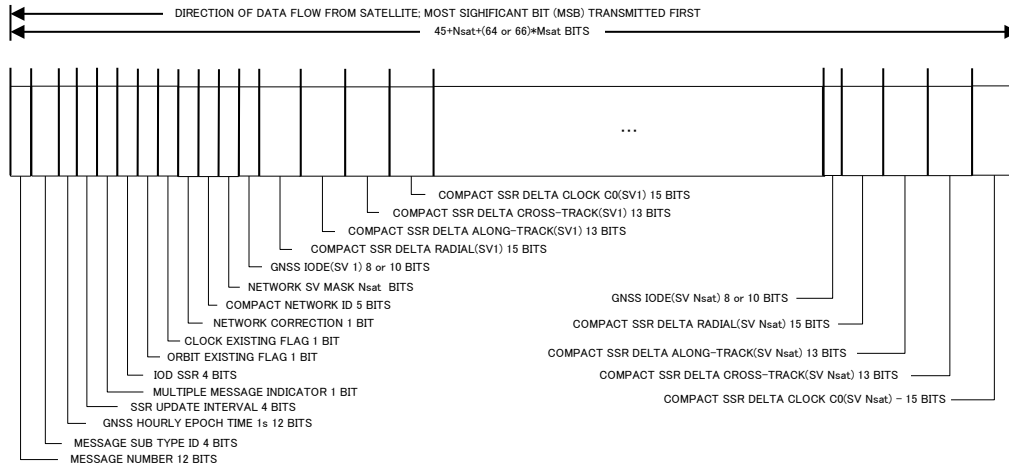 DIRECTION OF DATA FLOW FROM SATELLITE; MOST SIGHIFICANT BIT (MSB) TRANSMITTED FIRST
45+Nsat+(64 or 66)*Msat BITS
...
COMPACT SSR DELTA CLOCK C0(SV1) 15 BITS
COMPACT SSR DELTA CROSS-TRACK(SV1) 13 BITS
COMPACT SSR DELTA ALONG-TRACK(SV1) 13 BITS
COMPACT SSR DELTA RADIAL(SV1) 15 BITS
GNSS IODE(SV 1) 8 or 10 BITS
NETWORK SV MASK Nsat BITS
COMPACT NETWORK ID 5 BITS
NETWORK CORRECTION 1 BIT
CLOCK EXISTING FLAG 1 BIT
ORBIT EXISTING FLAG 1 BIT
IOD SSR 4 BITS
MULTIPLE MESSAGE INDICATOR 1 BIT
SSR UPDATE INTERVAL 4 BITS
GNSS HOURLY EPOCH TIME 1s 12 BITS
MESSAGE SUB TYPE ID 4 BITS
MESSAGE NUMBER 12 BITS
GNSS IODE(SV Nsat) 8 or 10 BITS
COMPACT SSR DELTA RADIAL(SV Nsat) 15 BITS
COMPACT SSR DELTA ALONG-TRACK(SV Nsat) 13 BITS
COMPACT SSR DELTA CROSS-TRACK(SV Nsat) 13 BITS
COMPACT SSR DELTA CLOCK C0(SV Nsat) - 15 BITS